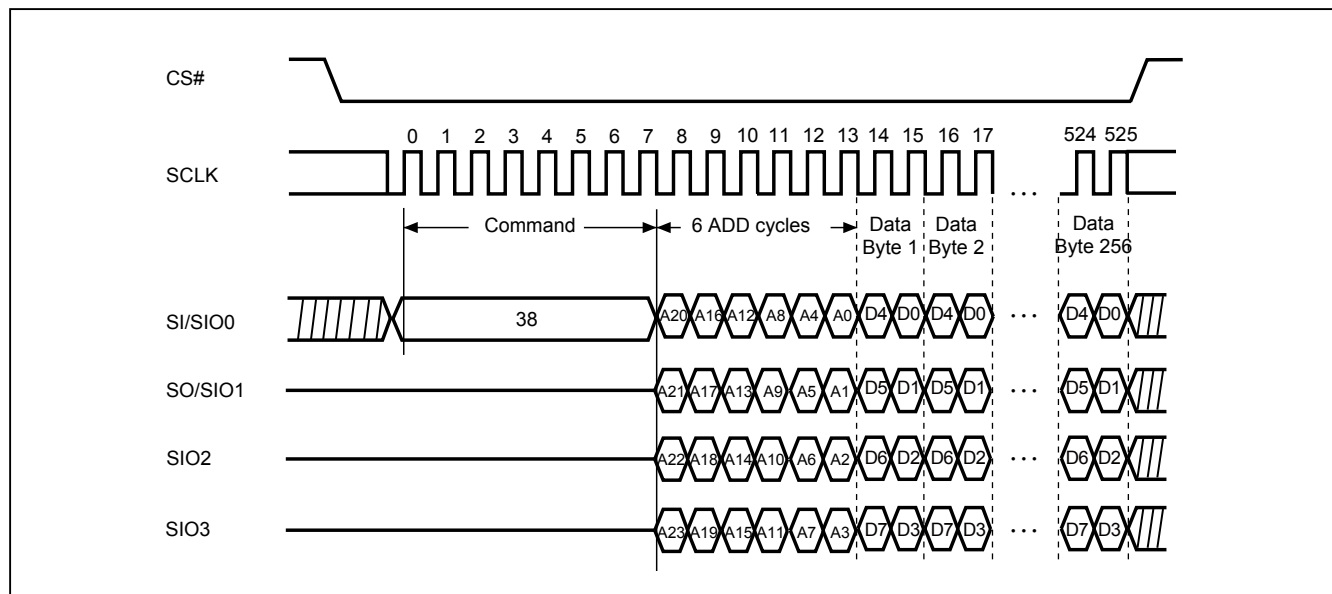 CS#
0 1 2 3 4 5 6 7 8 9 10 11 12 13 14 15 16 17 524 525
SCLK
...
Command 6 ADD cycles Data Data Data
Byte 1 Byte 2 Byte 256
SI/SIO0 38 A20 A16 A12 A8 A4 A0 D4 D0 D4 D0 ... D4 D0
SO/SIO1 A21 A17 A13 A9 A5 A1 D5 D1 D5 D1 ... D5 D1
SIO2 A22 A18 A14 A10 A6 A2 D6 D2 D6 D2 ... D6 D2
SIO3 A23 A19 A15 A11 A7 A3 D7 D3 D7 D3 ... D7 D3